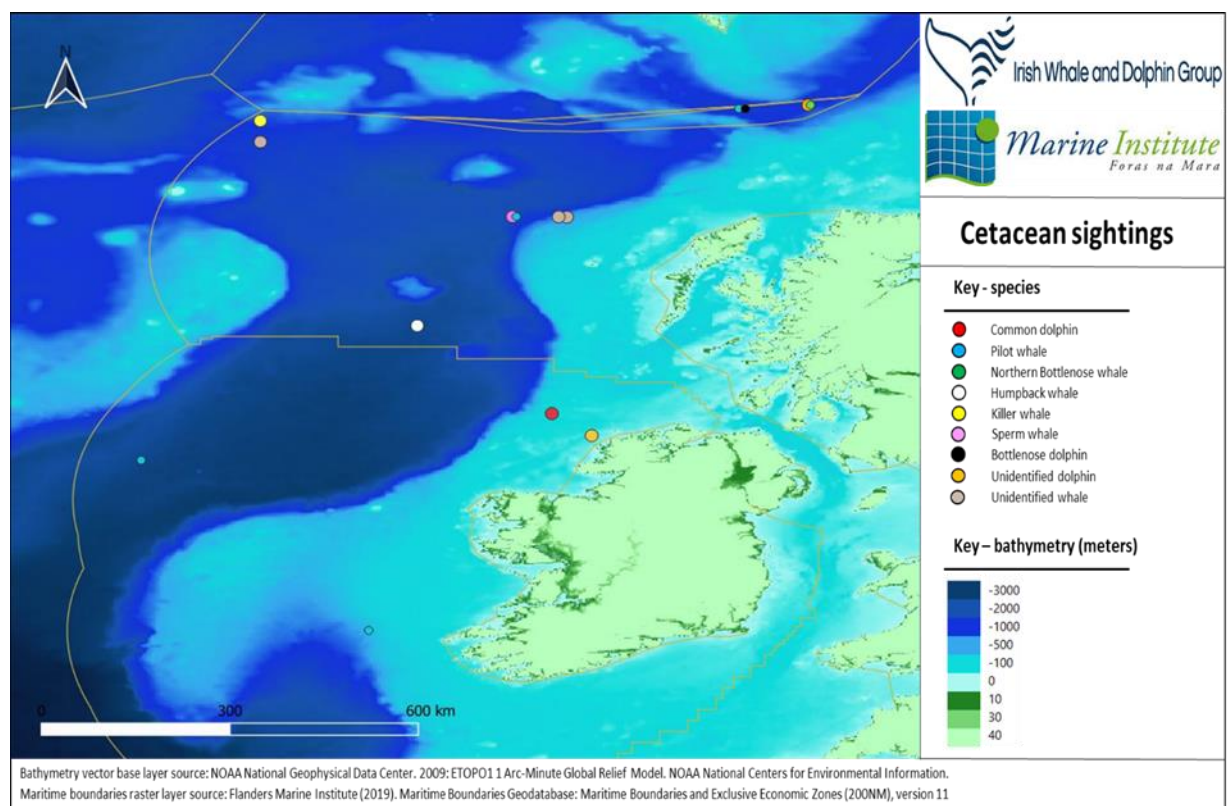 N
0 300 600 km
Irish Whale and Dolphin Group
Marine Institute
Foras na Mara
Cetacean sightings
Key - species
Common dolphin
Pilot whale
Northern Bottlenose whale
Humpback whale
Killer whale
Sperm whale
Bottlenose dolphin
Unidentified dolphin
Unidentified whale
Key – bathymetry (meters)
-3000
-2000
-1000
-500
-100
0
10
30
40
Bathymetry vector base layer source: NOAA National Geophysical Data Center. 2009: ETOPO1 1 Arc-Minute Global Relief Model. NOAA National Centers for Environmental Information.
Maritime boundaries raster layer source: Flanders Marine Institute (2019). Maritime Boundaries Geodatabase: Maritime Boundaries and Exclusive Economic Zones (200NM), version 11